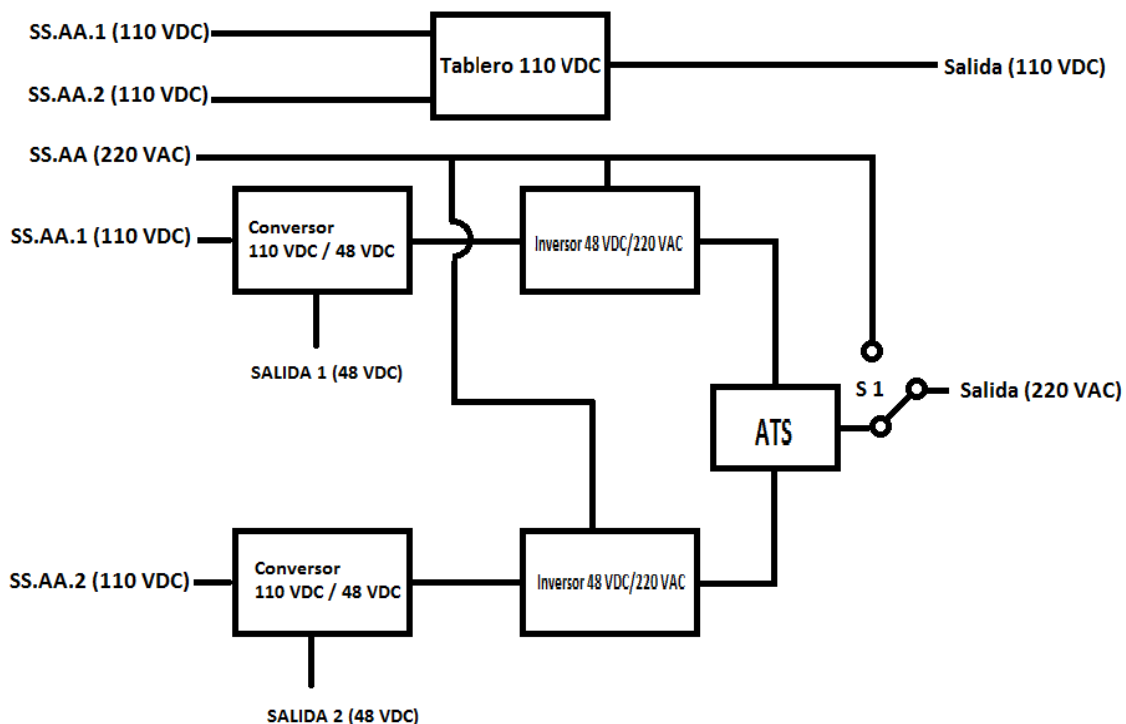 SS.AA.1 (110 VDC)
Tablero 110 VDC
Salida (110 VDC)
SS.AA.2 (110 VDC)
SS.AA (220 VAC)
SS.AA.1 (110 VDC)
Conversor
110 VDC / 48 VDC
Inversor 48 VDC/220 VAC
SALIDA 1 (48 VDC)
S 1
Salida (220 VAC)
ATS
SS.AA.2 (110 VDC)
Conversor
110 VDC / 48 VDC
Inversor 48 VDC/220 VAC
SALIDA 2 (48 VDC)